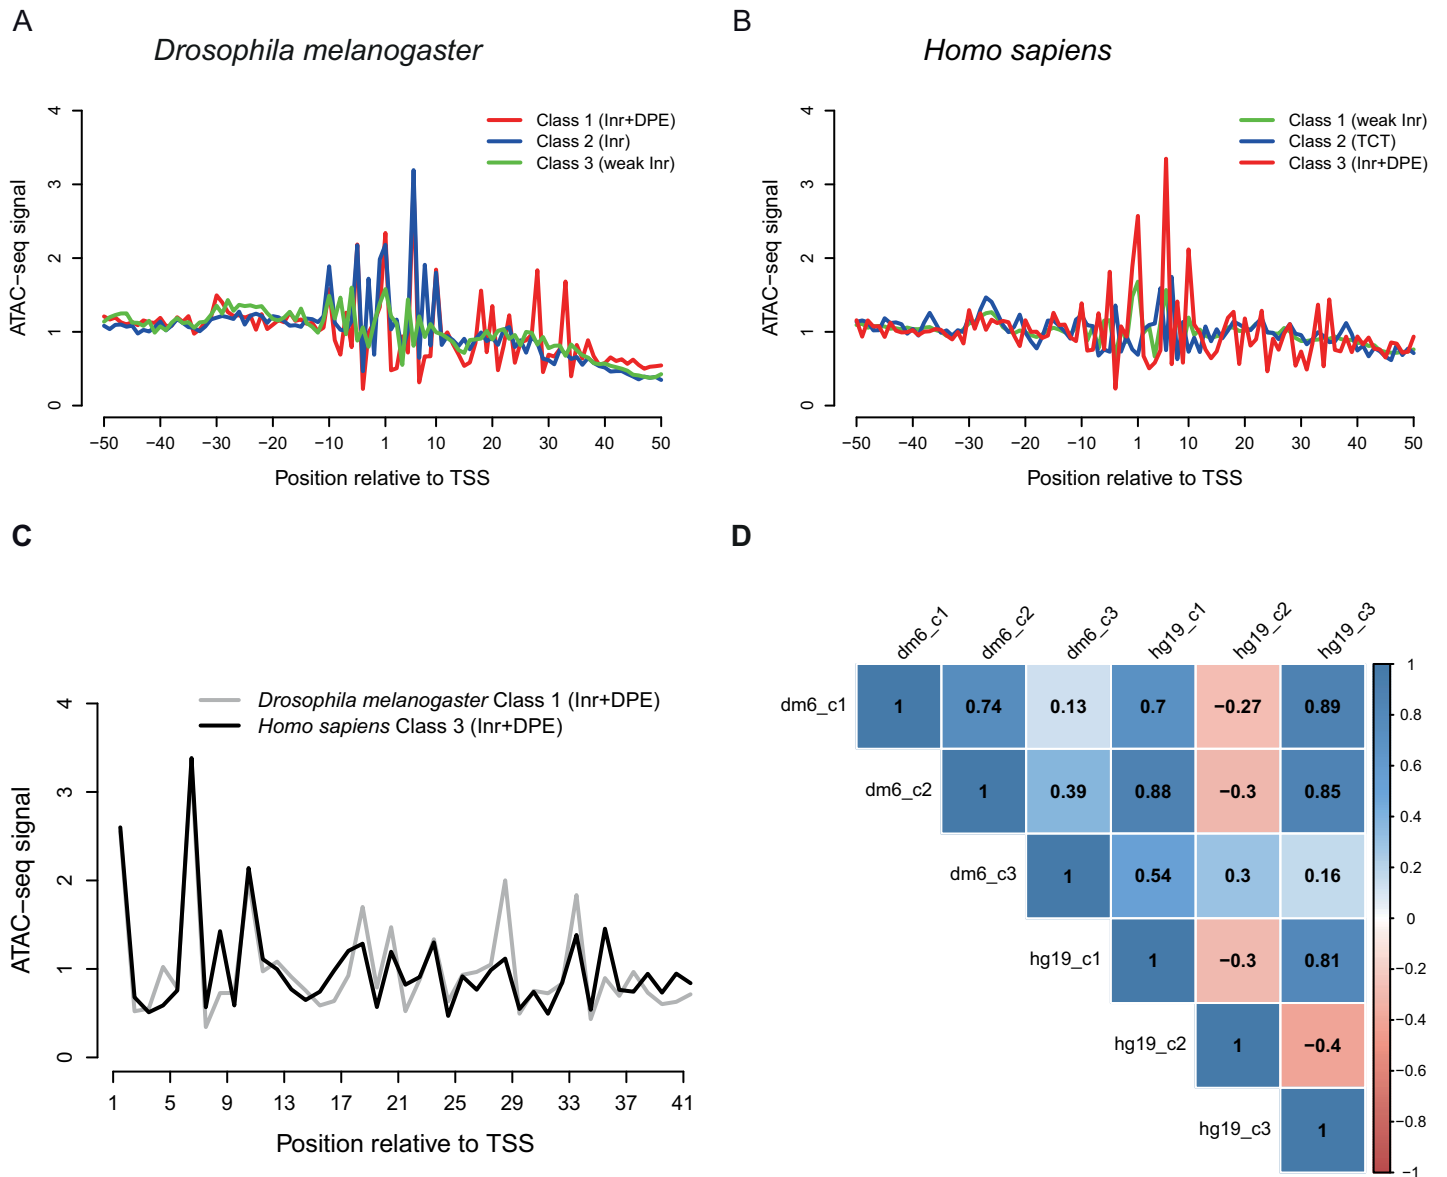 A
Drosophila melanogaster
4
3
2
1
0
ATAC−seq signal
Class 1 (Inr+DPE)
Class 2 (Inr)
Class 3 (weak Inr)
−50 −40 −30 −20 −10 1 10 20 30 40 50
Position relative to TSS
B
Homo sapiens
4
3
2
1
0
ATAC−seq signal
Class 1 (weak Inr)
Class 2 (TCT)
Class 3 (Inr+DPE)
−50 −40 −30 −20 −10 1 10 20 30 40 50
Position relative to TSS
C
Drosophila melanogaster Class 1 (Inr+DPE)
Homo sapiens Class 3 (Inr+DPE)
4
3
2
1
0
ATAC−seq signal
1 5 9 13 17 21 25 29 33 37 41
Position relative to TSS
D
dm6_c1 dm6_c2 dm6_c3 hg19_c1 hg19_c2 hg19_c3
dm6_c1 1 0.74 0.13 0.7 −0.27 0.89
dm6_c2 1 0.39 0.88 −0.3 0.85
dm6_c3 1 0.54 0.3 0.16
hg19_c1 1 −0.3 0.81
hg19_c2 1 −0.4
hg19_c3 1
1
0.8
0.6
0.4
0.2
0
−0.2
−0.4
−0.6
−0.8
−1